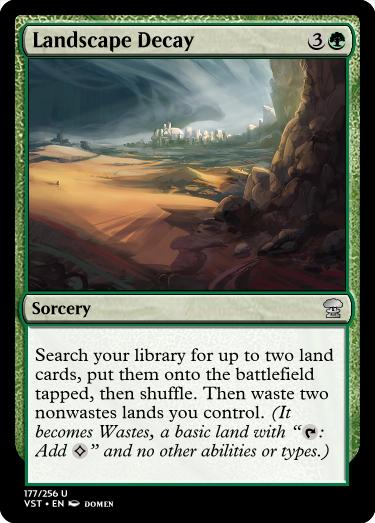 Landscape Decay 3
Sorcery
Search your library for up to two land
cards, put them onto the battlefield
tapped, then shuffle. Then waste two
nonwastes lands you control. (It
becomes Wastes, a basic land with “:
Add ” and no other abilities or types.)
177/256 U
VST • EN DOMEN